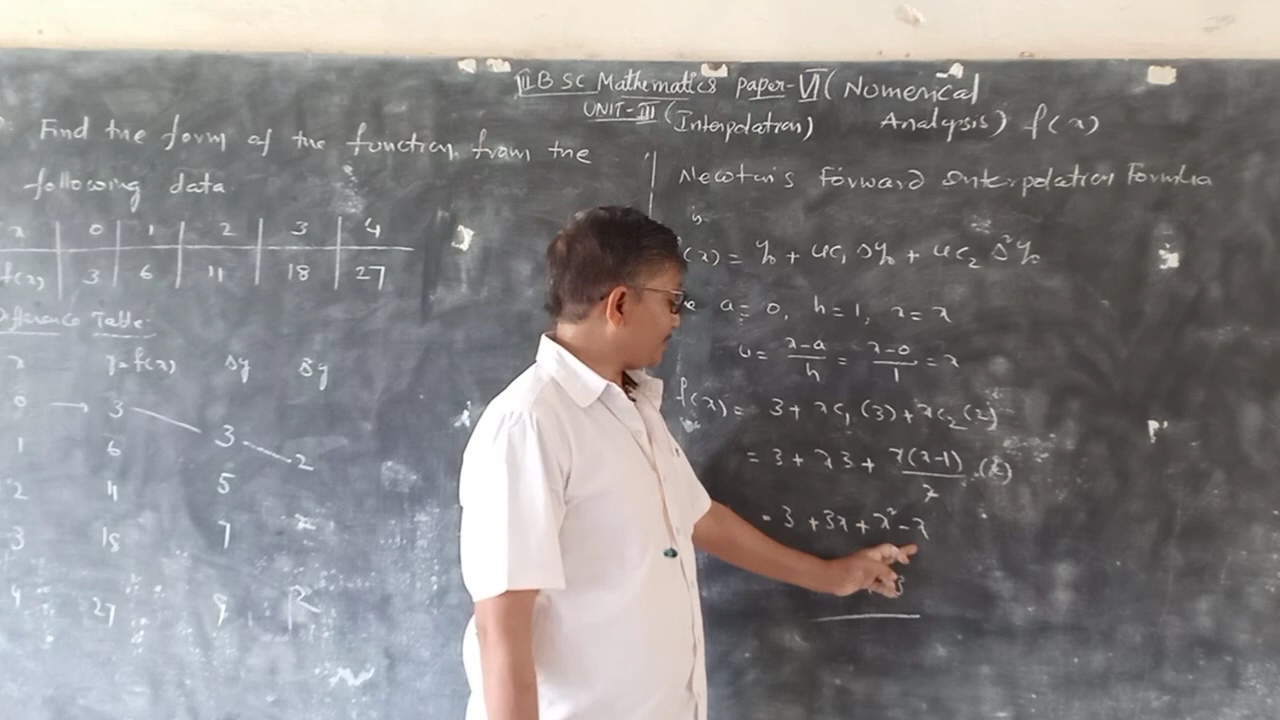 III B SC Mathematics paper-VI (Numerical Analysis)
UNIT-III (Interpolation)
Find the form of the function from the
following data
x 0 1 2 3 4
f(x) 3 6 11 18 27
Difference Table:
x y=f(x) Δy
0 → 3
3 2
1 6
2 11 5
3 18 7 2
4 27 9 2
f(x)
Newton's Forward Interpolation Formula
is
(x) = y₀ + uc₁ Δy₀ + uc₂ Δ²y₀
a = 0, h = 1, x = x
u = x-a/h = x-0/1 = x
f(x) = 3 + xc₁ (3) + xc₂ (2)
= 3 + x3 + x(x-1)/2 .(2)
= 3 + 3x + x² - x